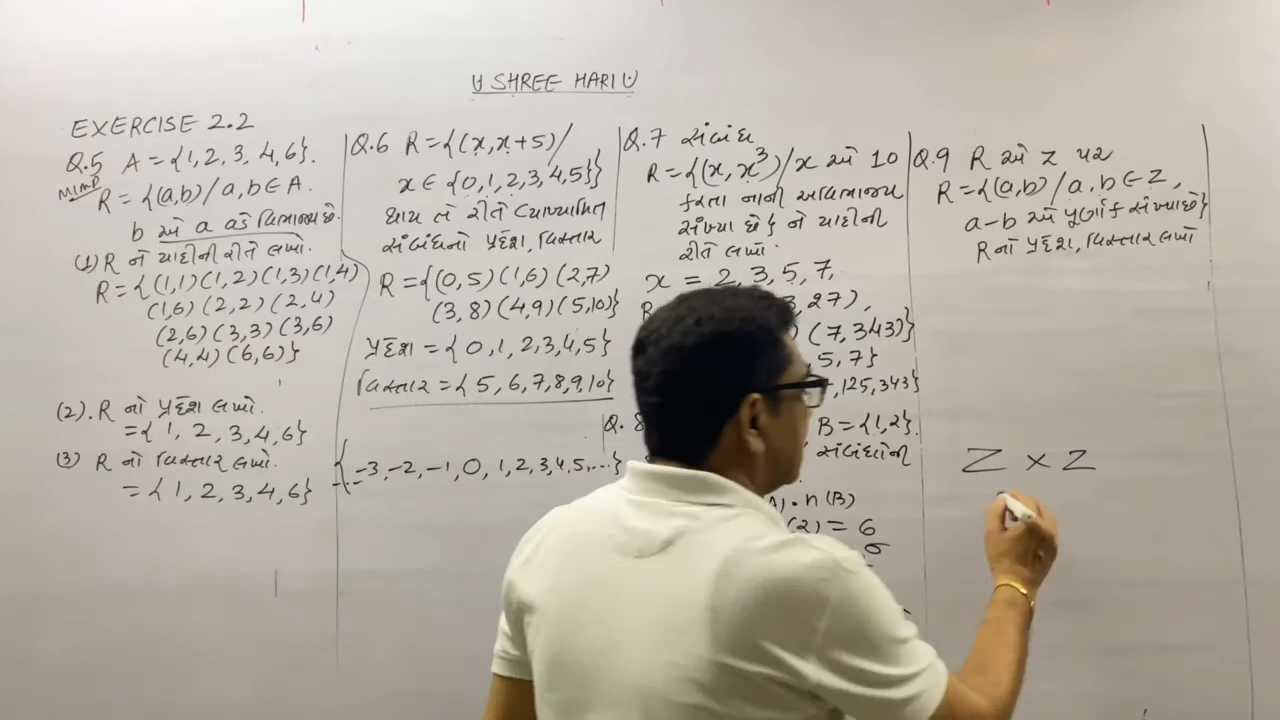 SHREE HARI
EXERCISE 2.2
Q.5 A = {1, 2, 3, 4, 6}.
MIMP
R = {(a,b) / a, b ∈ A.
b એ a વડે વિભાજ્ય છે.
(1) R ને યાદીની રીતે લખો.
R = {(1,1)(1,2)(1,3)(1,4)
(1,6)(2,2)(2,4)
(2,6)(3,3)(3,6)
(4,4)(6,6)}
(2). R નો પ્રદેશ લખો.
= {1, 2, 3, 4, 6}
(3) R નો વિસ્તાર લખો.
= {1, 2, 3, 4, 6}
Q.6 R = {(x, x+5) /
x ∈ {0,1,2,3,4,5}}
થાય તે રીતે વ્યાખ્યાયિત
સંબંધનો પ્રદેશ, વિસ્તાર
R = {(0,5)(1,6)(2,7)
(3,8)(4,9)(5,10)}
પ્રદેશ = {0,1,2,3,4,5}
વિસ્તાર = {5,6,7,8,9,10}
{ -3,-2,-1,0,1,2,3,4,5,...}
Q.7 સંબંધ
R = {(x, x³) / x એ 10
કરતા નાની અવિભાજ્ય
સંખ્યા છે} ને યાદીની
રીતે લખો.
x = 2, 3, 5, 7,
, 27),
(7,343)}
5, 7}
,125,343}
Q. 8
B = {1,2}.
સંબંધોની
. n(B)
(2) = 6
Q.9 R એ Z પર
R = {(a,b) / a, b ∈ Z,
a-b એ પુર્ણાંક સંખ્યા છે}
R નો પ્રદેશ, વિસ્તાર લખો
Z × Z